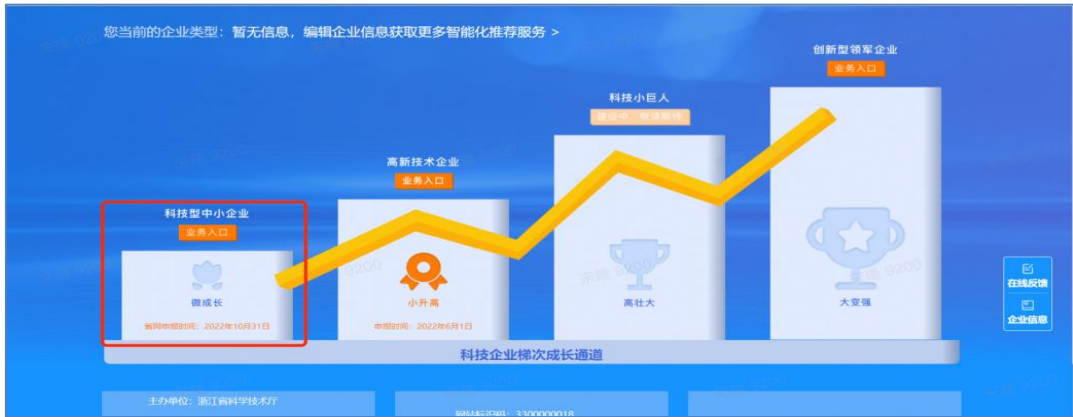 您当前的企业类型：暂无信息，编辑企业信息获取更多智能化推荐服务 >
创新型领军企业
业务入口
科技小巨人
建设中，敬请期待
高新技术企业
业务入口
科技型中小企业
业务入口
微成长
省网申报时间：2022年10月31日
小升高
申报时间：2022年6月1日
高壮大
大变强
在线反馈
企业信息
科技企业梯次成长通道
主办单位：浙江省科学技术厅
网站标识码：3300000018